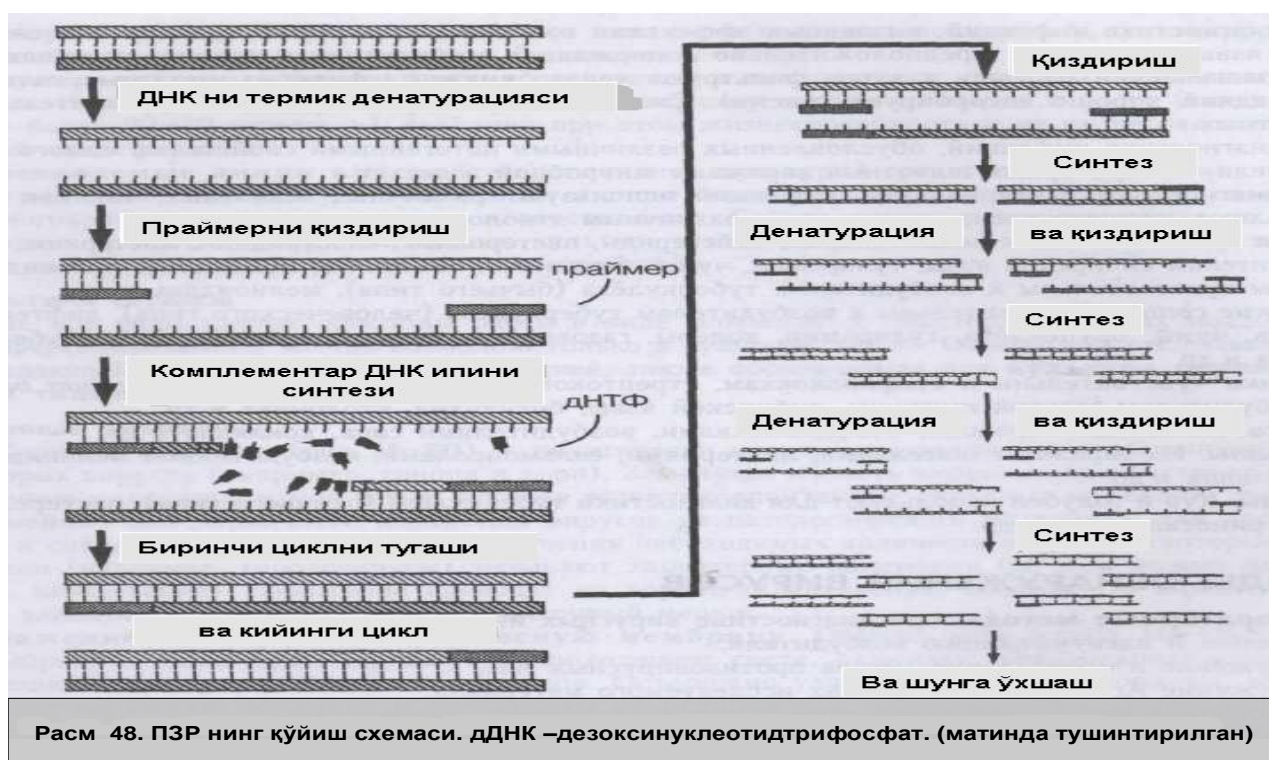 ДНК ни термик денатурацияси
Праймерни қиздириш
праймер
Комплементар ДНК ипини
синтези
дНТФ
Биринчи циклни тугаши
ва кийинги цикл
Қиздириш
Синтез
Денатурация
ва қиздириш
Синтез
Денатурация
ва қиздириш
Синтез
Ва шунга ўхшаш
Расм 48. ПЗР нинг қўйиш схемаси. дДНК –дезоксинуклеотидтрифосфат. (матинда тушинтирилган)